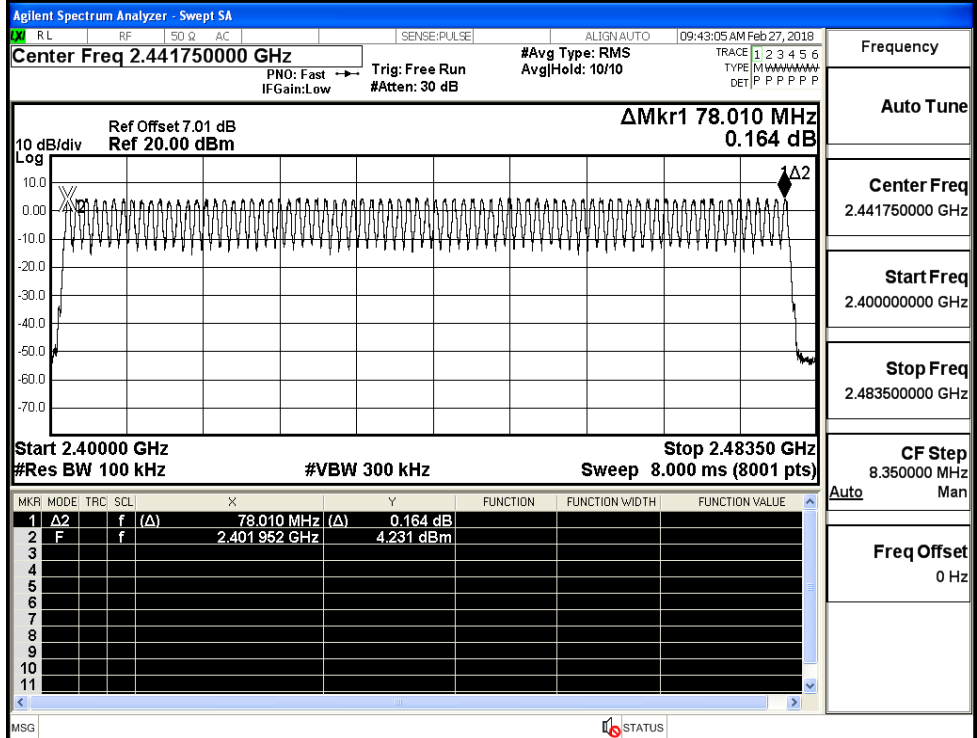 Agilent Spectrum Analyzer - Swept SA
LXI RL RF 50 Ω AC SENSE:PULSE ALIGN AUTO 09:43:05 AM Feb 27, 2018
Center Freq 2.441750000 GHz
PNO: Fast
IFGain:Low
Trig: Free Run
#Atten: 30 dB
#Avg Type: RMS
Avg|Hold: 10/10
TRACE 1 2 3 4 5 6
TYPE M WWWWW
DET P P P P P P
ΔMkr1 78.010 MHz
0.164 dB
Ref Offset 7.01 dB
10 dB/div Ref 20.00 dBm
Log
1Δ2
10.0
X2
0.00
-10.0
-20.0
-30.0
-40.0
-50.0
-60.0
-70.0
Start 2.40000 GHz Stop 2.48350 GHz
#Res BW 100 kHz #VBW 300 kHz Sweep 8.000 ms (8001 pts)
MKR MODE TRC SCL X Y FUNCTION FUNCTION WIDTH FUNCTION VALUE
1 Δ2 f (Δ) 78.010 MHz (Δ) 0.164 dB
2 F f 2.401 952 GHz 4.231 dBm
3
4
5
6
7
8
9
10
11
MSG STATUS
Frequency
Auto Tune
Center Freq
2.441750000 GHz
Start Freq
2.400000000 GHz
Stop Freq
2.483500000 GHz
CF Step
8.350000 MHz
Auto Man
Freq Offset
0 Hz